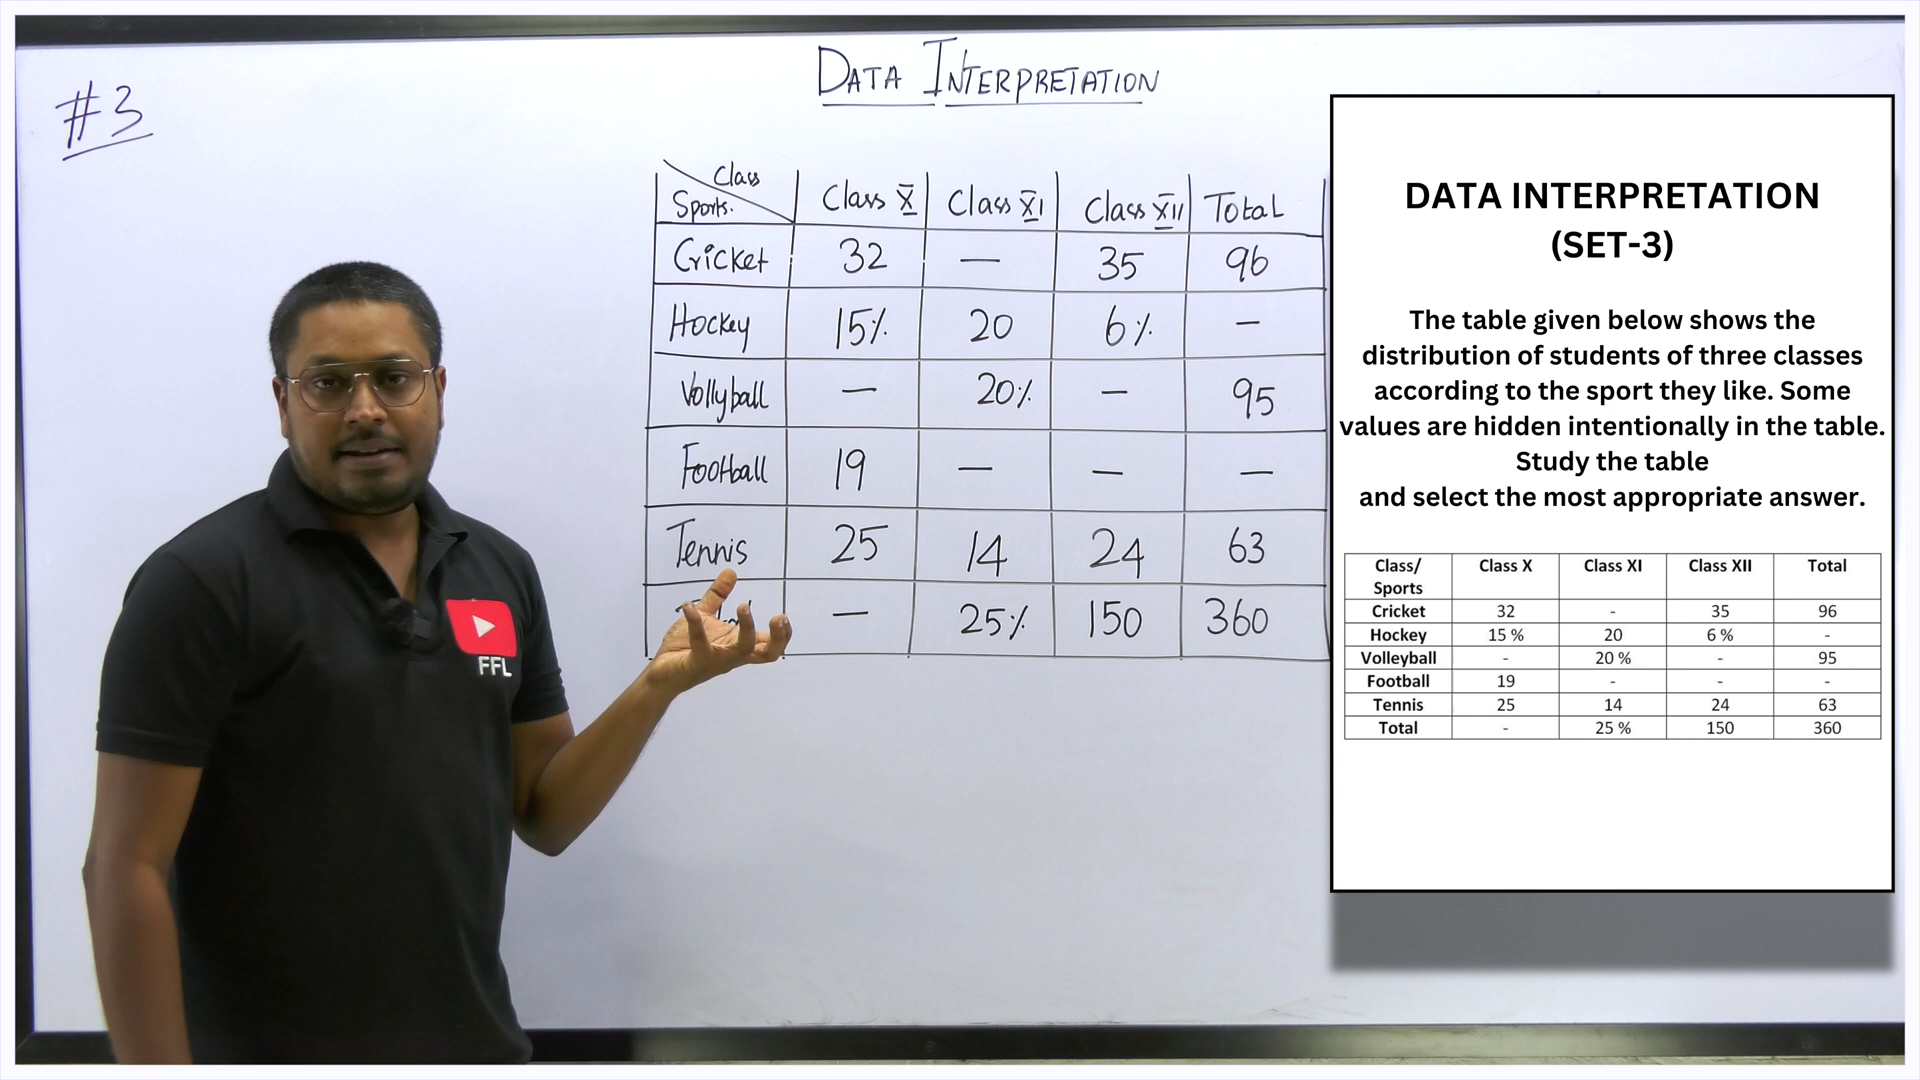 DATA INTERPRETATION
#3
Class
Sports.
Class X
Class XI
Class XII
Total
Cricket 32 — 35 96
Hockey 15% 20 6% —
Vollyball — 20% — 95
Football 19 — — —
Tennis 25 14 24 63
— 25% 150 360
FFL
DATA INTERPRETATION
(SET-3)
The table given below shows the
distribution of students of three classes
according to the sport they like. Some
values are hidden intentionally in the table.
Study the table
and select the most appropriate answer.
Class/ Sports Class X Class XI Class XII Total
Cricket 32 - 35 96
Hockey 15 % 20 6 % -
Volleyball - 20 % - 95
Football 19 - - -
Tennis 25 14 24 63
Total - 25 % 150 360